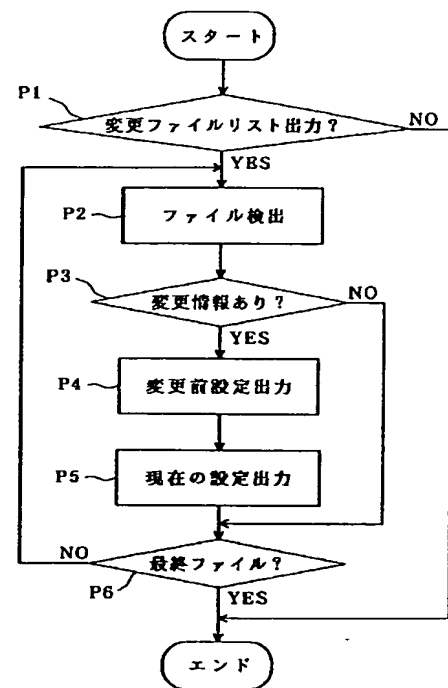 スタート
P1
変更ファイルリスト出力?
NO
YES
P2
ファイル検出
P3
変更情報あり?
NO
YES
P4
変更前設定出力
P5
現在の設定出力
NO
最終ファイル?
P6
YES
エンド